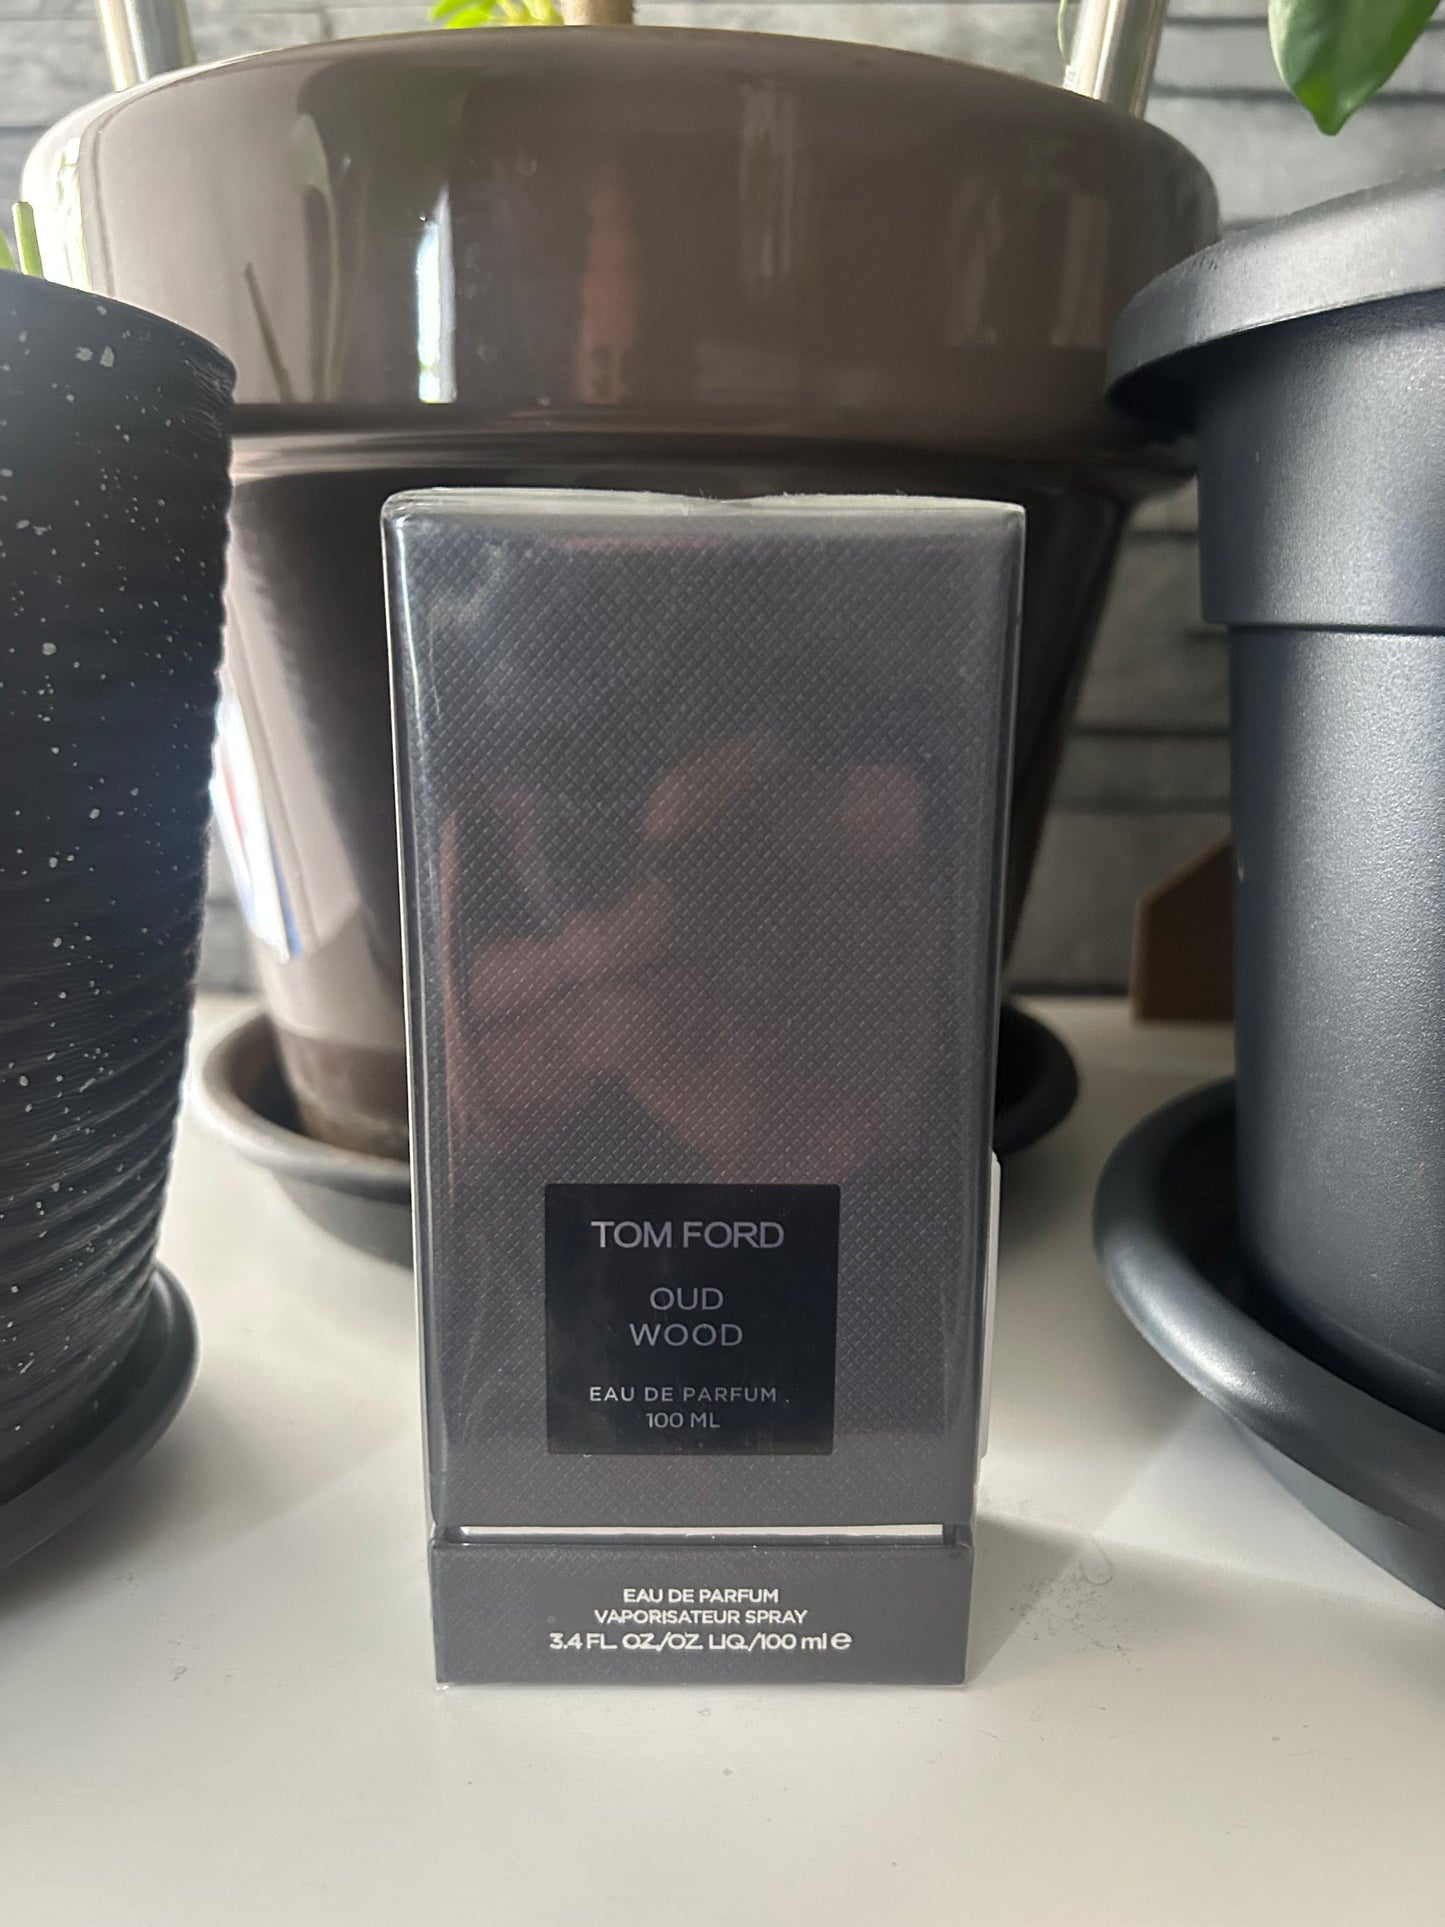 TOM FORD
OUD
WOOD
EAU DE PARFUM
100 ML
EAU DE PARFUM
VAPORISATEUR SPRAY
3.4 FL. OZ./OZ. LIQ./100 ml ℮